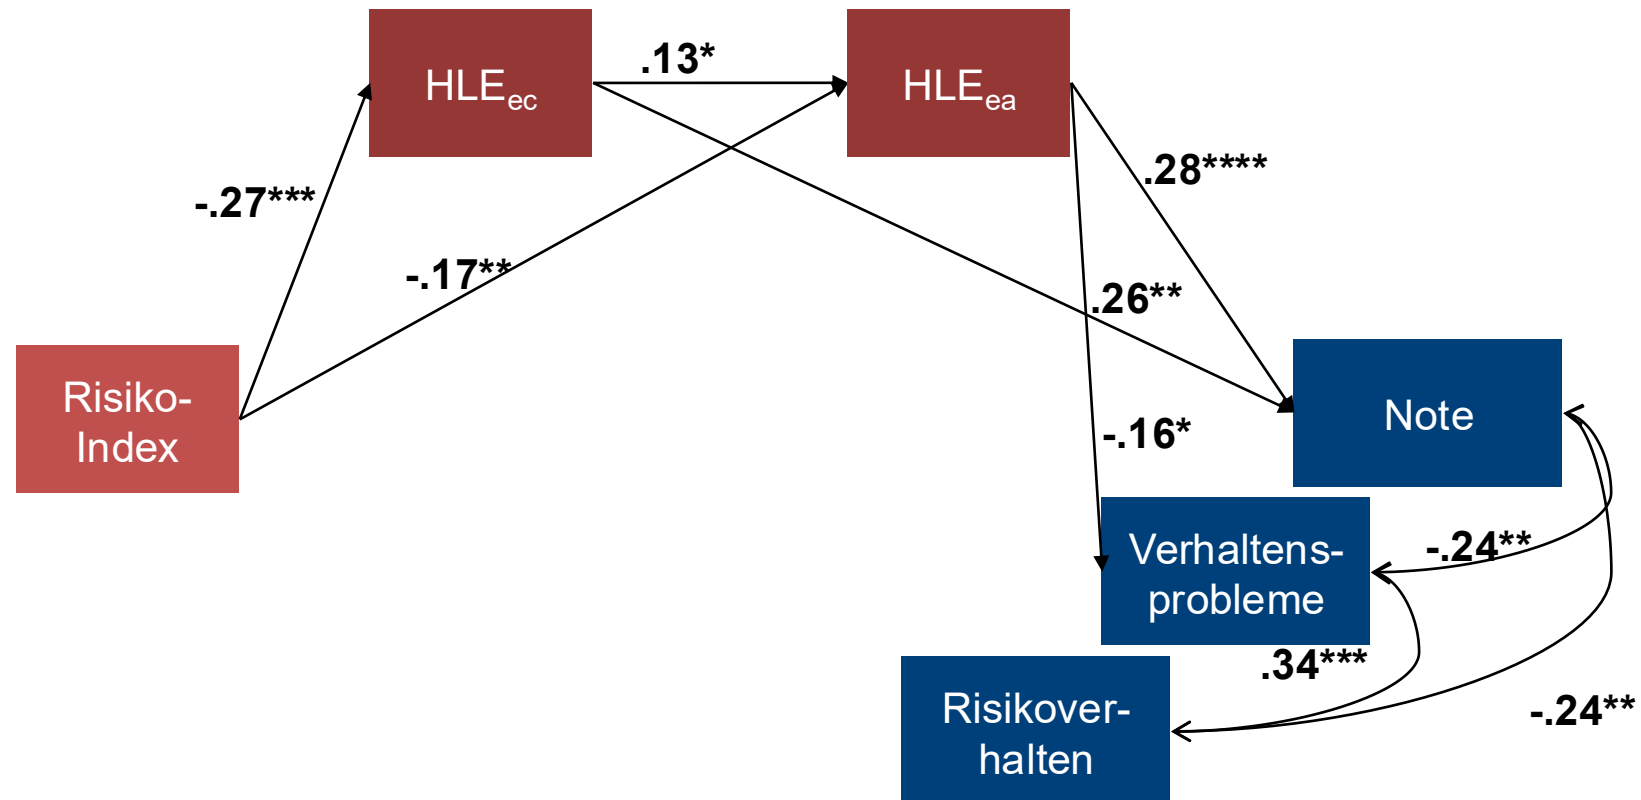 HLEec
.13*
HLEea
.28****
-.27***
-.17**
.26**
Risiko-
Index
Note
-.16*
Verhaltens-
probleme
-.24**
.34***
Risikover-
halten
-.24**